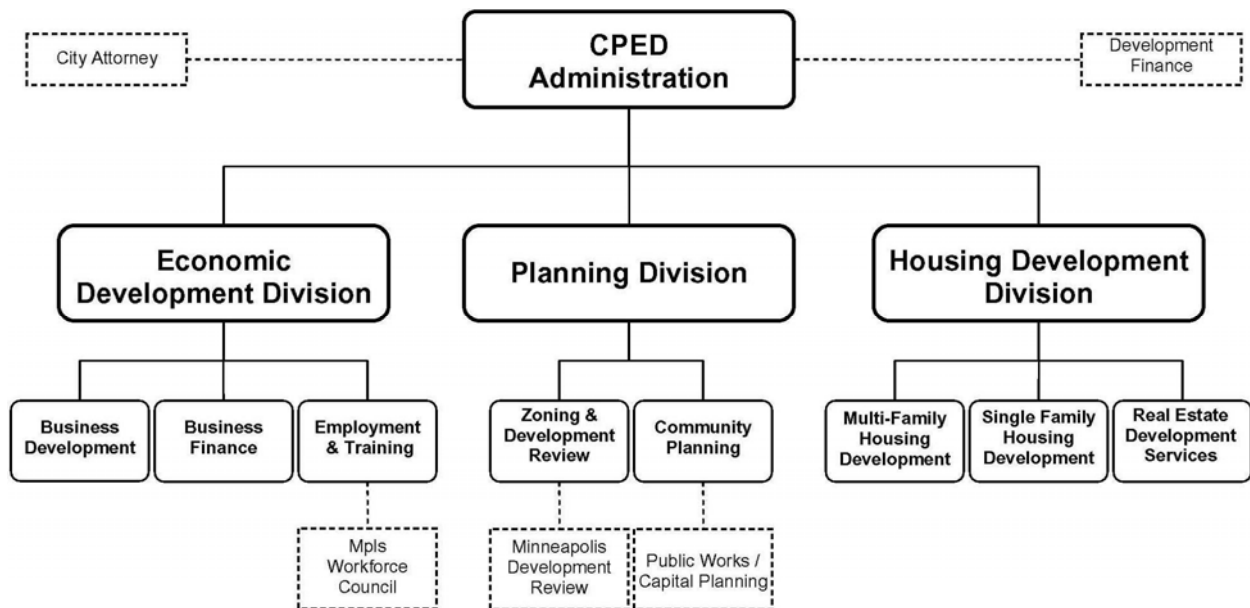 CPED
Administration
City Attorney
Development
Finance
Economic
Development Division
Planning Division
Housing Development
Division
Business
Development
Business
Finance
Employment
& Training
Zoning &
Development
Review
Community
Planning
Multi-Family
Housing
Development
Single Family
Housing
Development
Real Estate
Development
Services
Mpls
Workforce
Council
Minneapolis
Development
Review
Public Works /
Capital Planning